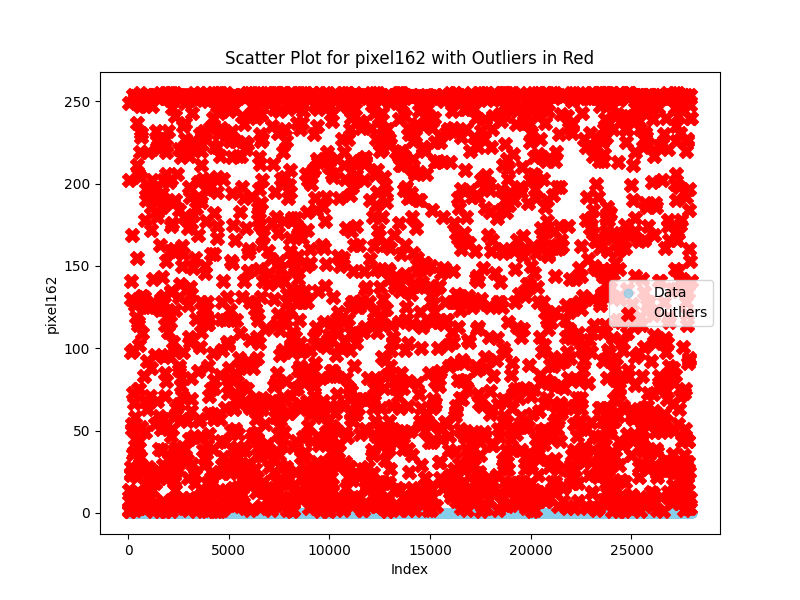 Scatter Plot for pixel162 with Outliers in Red
250
200
150
100
50
0
pixel162
Data
Outliers
0 5000 10000 15000 20000 25000
Index